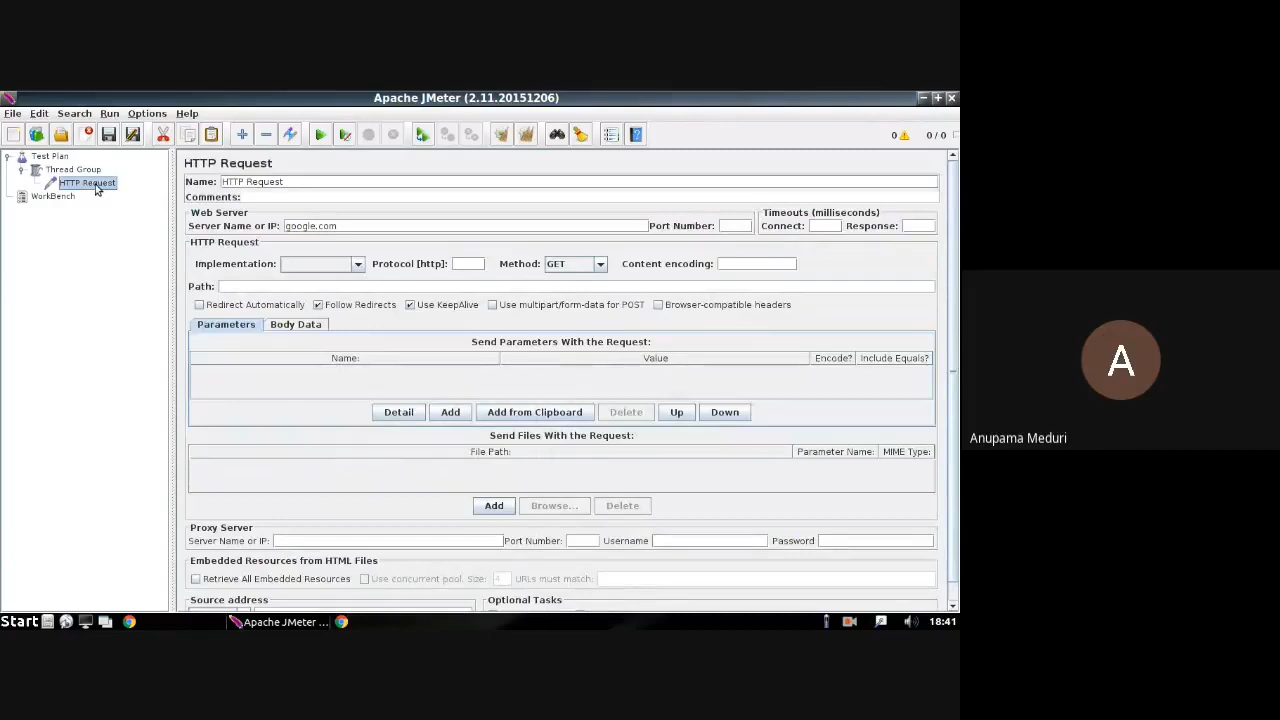 Apache JMeter (2.11.20151206)
File Edit Search Run Options Help
0 0 / 0
Test Plan
Thread Group
HTTP Request
WorkBench
HTTP Request
Name: HTTP Request
Comments:
Web Server Timeouts (milliseconds)
Server Name or IP: google.com Port Number: Connect: Response:
HTTP Request
Implementation: Protocol [http]: Method: GET Content encoding:
Path:
Redirect Automatically Follow Redirects Use KeepAlive Use multipart/form-data for POST Browser-compatible headers
Parameters Body Data
Send Parameters With the Request:
Name: Value Encode? Include Equals?
Detail Add Add from Clipboard Delete Up Down
Send Files With the Request:
File Path: Parameter Name: MIME Type:
Add Browse... Delete
Proxy Server
Server Name or IP: Port Number: Username Password
Embedded Resources from HTML Files
Retrieve All Embedded Resources Use concurrent pool. Size: 4 URLs must match:
Source address Optional Tasks
Start Apache JMeter ... 18:41
A
Anupama Meduri